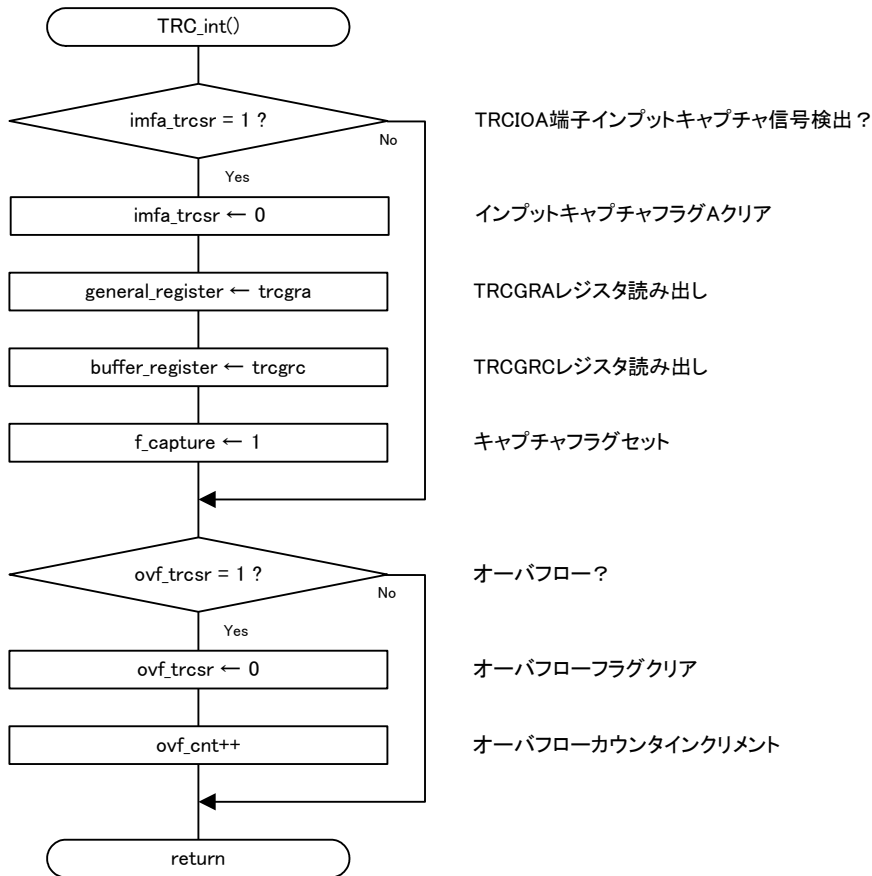 TRC_int()
imfa_trcsr = 1 ?
TRCIOA端子インプットキャプチャ信号検出？
No
Yes
imfa_trcsr ← 0
インプットキャプチャフラグAクリア
general_register ← trcgra
TRCGRAレジスタ読み出し
buffer_register ← trcgrc
TRCGRCレジスタ読み出し
f_capture ← 1
キャプチャフラグセット
ovf_trcsr = 1 ?
オーバフロー？
No
Yes
ovf_trcsr ← 0
オーバフローフラグクリア
ovf_cnt++
オーバフローカウンタインクリメント
return